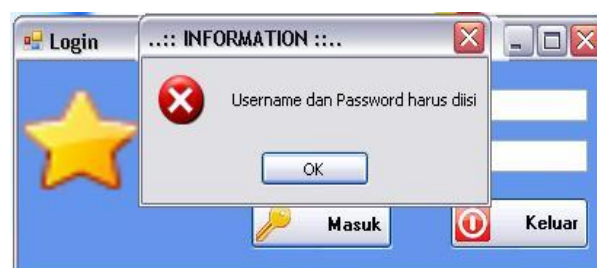 Login
..:: INFORMATION ::..
Username dan Password harus diisi
OK
Masuk
Keluar